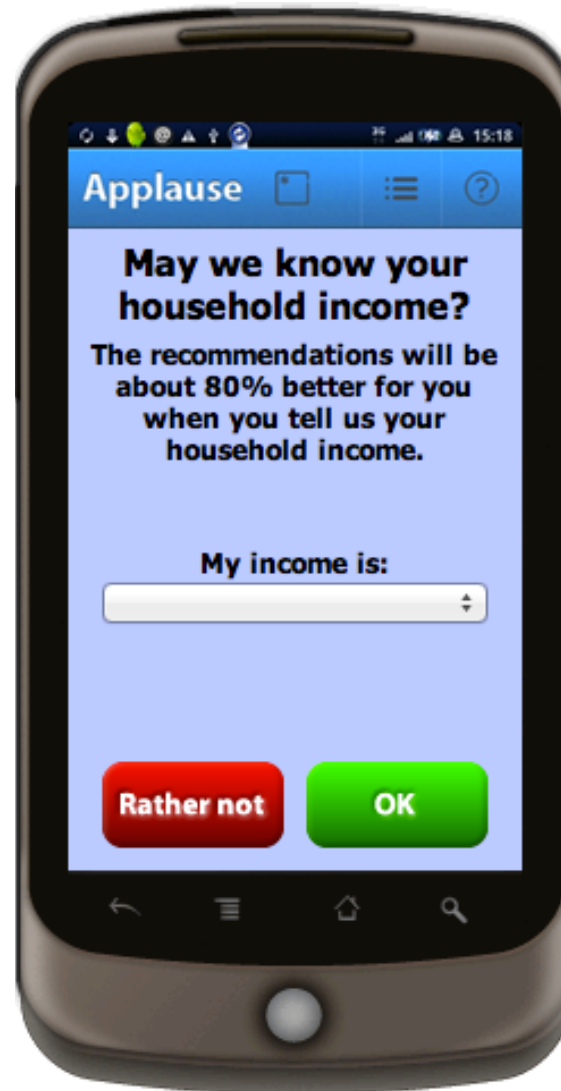 15:18
Applause
May we know your
household income?
The recommendations will be
about 80% better for you
when you tell us your
household income.
My income is:
Rather not OK